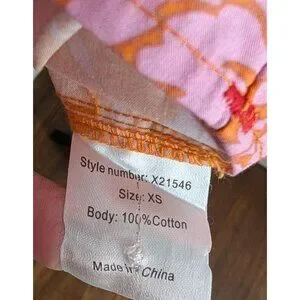 Style number: X21546
Size: XS
Body: 100%Cotton
Made in China